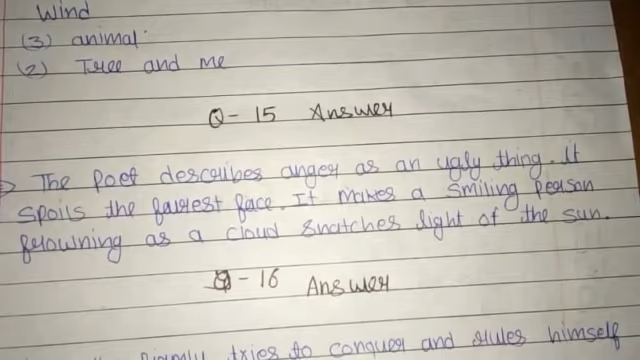 Wind
(3) animal
(2) Tree and me
Q - 15 Answer
The Poet describes anger as an ugly thing. It
spoils the fairest face. It makes a smiling person
frowning as a cloud snatches light of the sun.
Q - 16 Answer
tries to conquer and rules himself